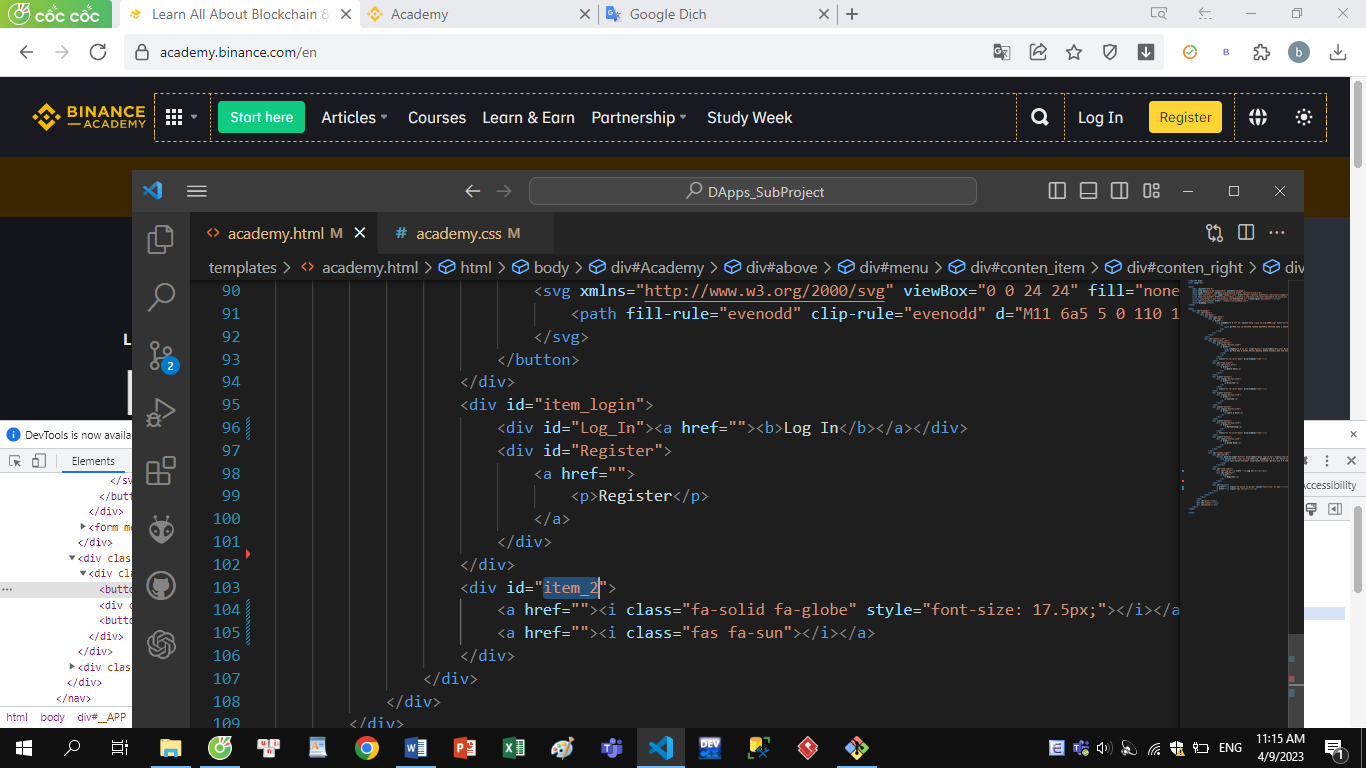 cốc cốc
Learn All About Blockchain &
Academy
Google Dịch
academy.binance.com/en
B
b
BINANCE
ACADEMY
Start here
Articles
Courses
Learn & Earn
Partnership
Study Week
Log In
Register
DApps_SubProject
academy.html M
# academy.css M
templates > academy.html > html > body > div#Academy > div#above > div#menu > div#conten_item > div#conten_right > div
90 <svg xmlns="http://www.w3.org/2000/svg" viewBox="0 0 24 24" fill="none
91 <path fill-rule="evenodd" clip-rule="evenodd" d="M11 6a5 5 0 110 1
92 </svg>
93 </button>
94 </div>
95 <div id="item_login">
96 <div id="Log_In"><a href=""><b>Log In</b></a></div>
97 <div id="Register">
98 <a href="">
99 <p>Register</p>
100 </a>
101 </div>
102 </div>
103 <div id="item_2">
104 <a href=""><i class="fa-solid fa-globe" style="font-size: 17.5px;"></i></a
105 <a href=""><i class="fas fa-sun"></i></a>
106 </div>
107 </div>
108 </div>
109 </div>
2
L
DevTools is now availa
Elements
</sv
</butt
</div>
<form me
</div>
<div clas
<div cla
<butto
<div c
<butto
</div>
</div>
<div clas
</div>
</nav>
html body div#__APP
ccessibility
DEV
ENG
11:15 AM
4/9/2023
1